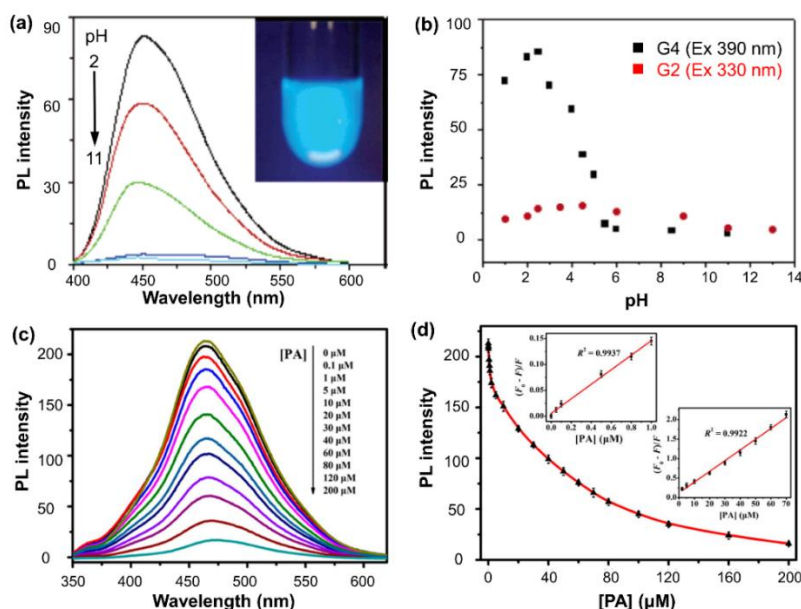 (a)
pH
2
11
PL intensity
90
60
30
0
400
450
500
550
600
Wavelength (nm)
(b)
G4 (Ex 390 nm)
G2 (Ex 330 nm)
PL intensity
100
75
50
25
0
0 2 4 6 8 10 12 14
pH
(c)
[PA]
0 μM
0.1 μM
1 μM
5 μM
10 μM
20 μM
30 μM
40 μM
60 μM
80 μM
120 μM
200 μM
PL intensity
200
150
100
50
0
350 400 450 500 550 600
Wavelength (nm)
(d)
PL intensity
200
150
100
50
0
0 40 80 120 160 200
[PA] (μM)
R² = 0.9937
(F₀ - F)/F
0.15
0.10
0.05
0.00
0.0 0.2 0.4 0.6 0.8 1.0
[PA] (μM)
R² = 0.9922
(F₀ - F)/F
2.0
1.5
1.0
0.5
0.0
0 10 20 30 40 50 60 70
[PA] (μM)